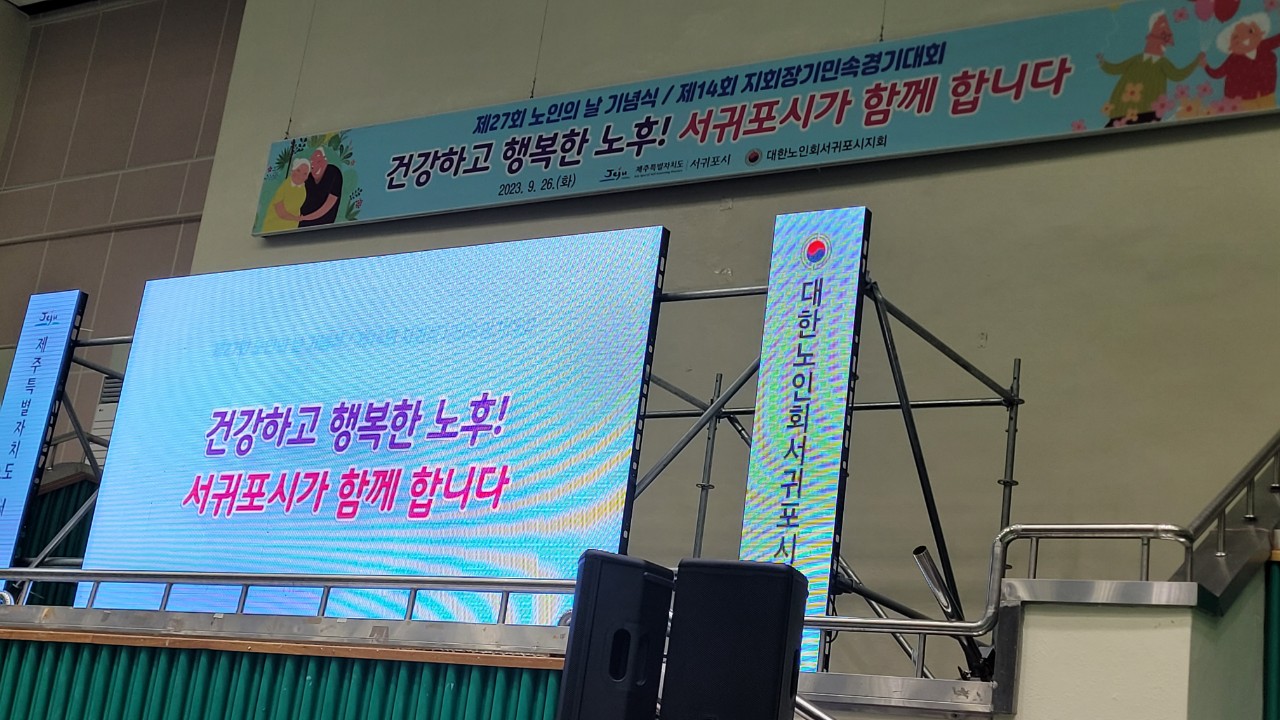 제27회 노인의 날 기념식 / 제14회 지회장기민속경기대회
건강하고 행복한 노후! 서귀포시가 함께 합니다
2023. 9. 26.(화)
Jeju 제주특별자치도 서귀포시 대한노인회서귀포시지회
Jeju
제주특별자치도
건강하고 행복한 노후!
서귀포시가 함께 합니다
대한노인회서귀포시